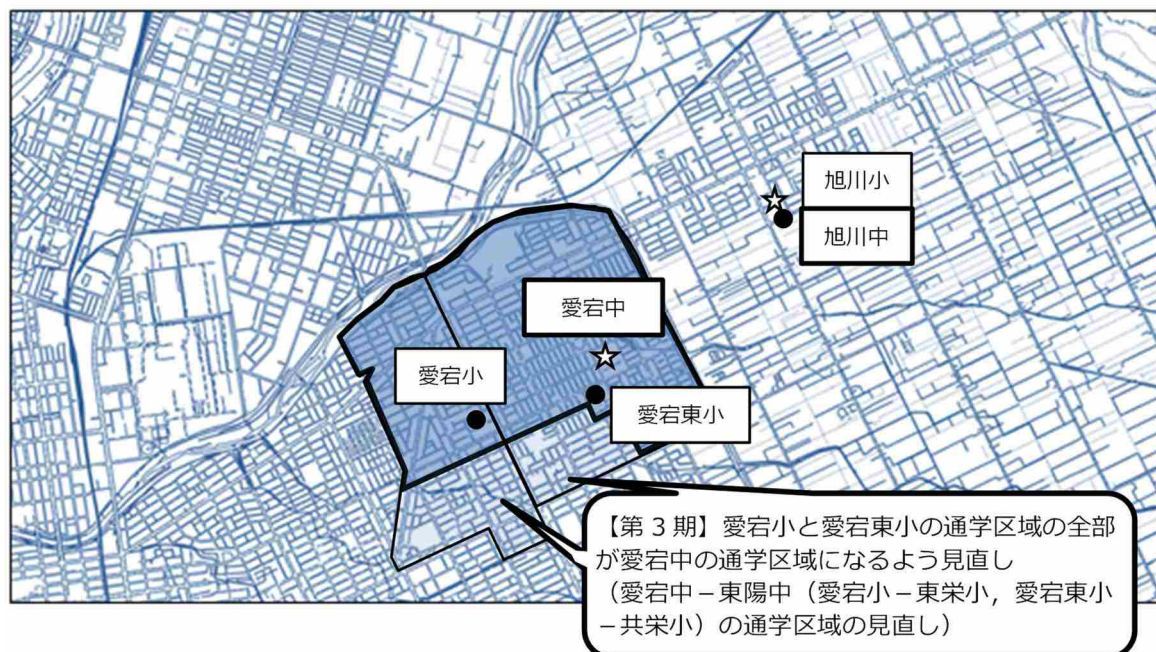 旭川小
旭川中
愛宕中
愛宕小
愛宕東小
【第3期】愛宕小と愛宕東小の通学区域の全部
が愛宕中の通学区域になるよう見直し
（愛宕中－東陽中（愛宕小－東栄小，愛宕東小
－共栄小）の通学区域の見直し）